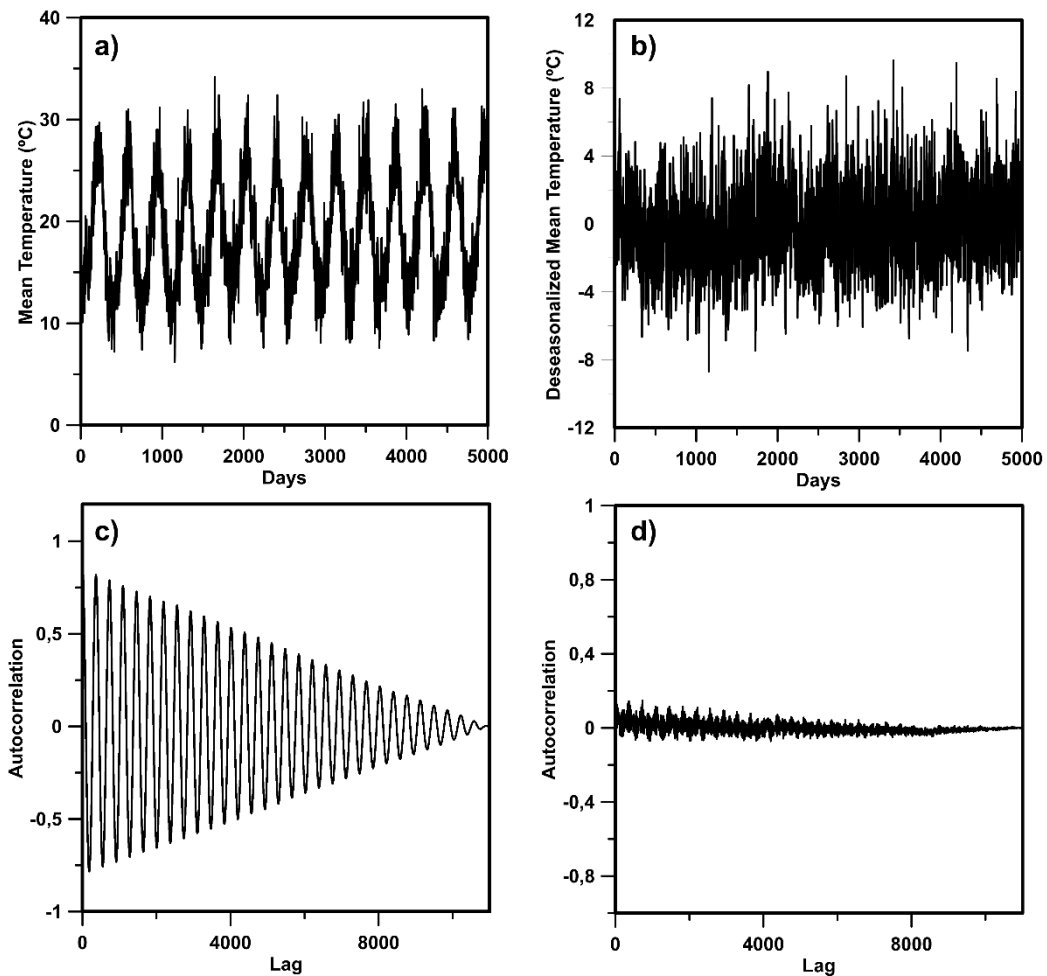 a)
Mean Temperature (ºC)
40
30
20
10
0
0 1000 2000 3000 4000 5000
Days
b)
Deseasonalized Mean Temperature (ºC)
12
8
4
0
-4
-8
-12
0 1000 2000 3000 4000 5000
Days
c)
Autocorrelation
1
0,5
0
-0,5
-1
0 4000 8000
Lag
d)
Autocorrelation
1
0,8
0,4
0
-0,4
-0,8
0 4000 8000
Lag